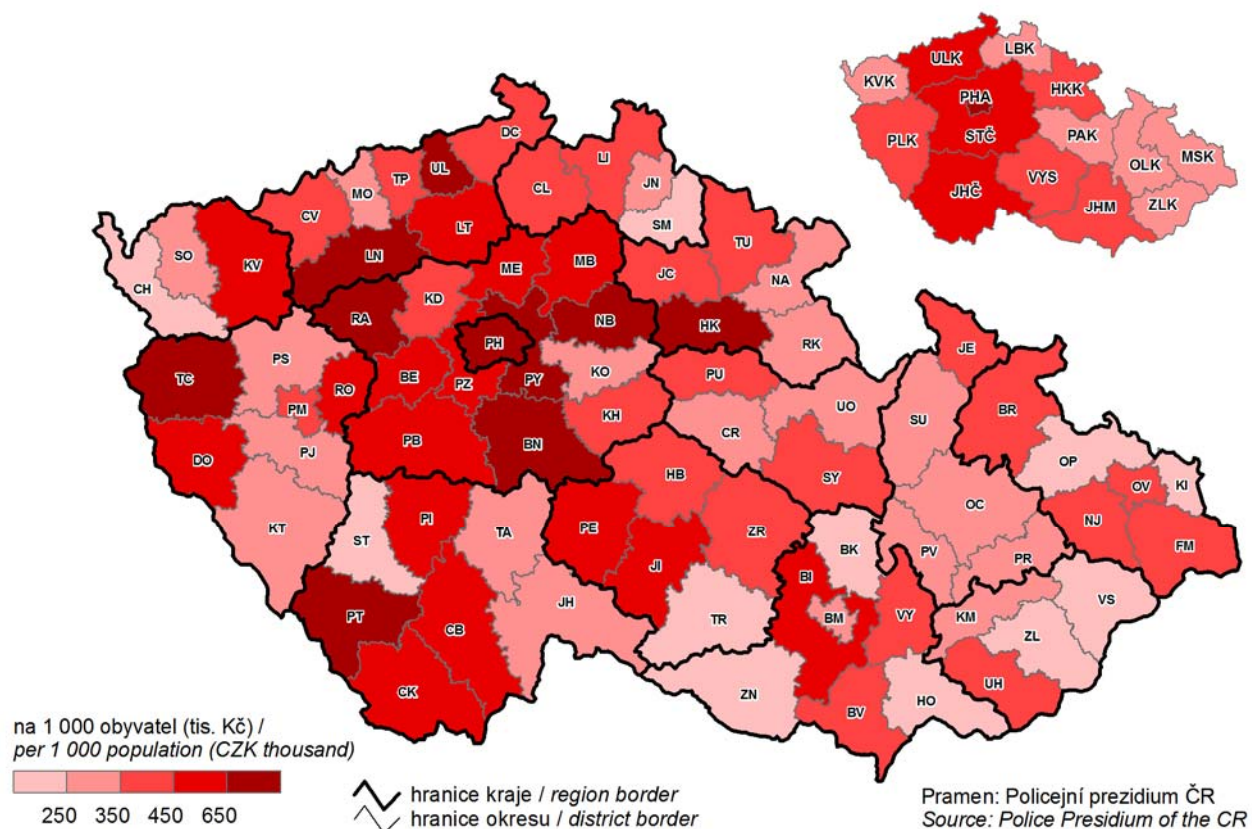 ULK
LBK
KVK
HKK
PHA
PAK
PLK
STČ
OLK
MSK
VYS
JHČ
JHM
ZLK
DC
UL
LI
TP
JN
MO
CL
CV
SM
LT
TU
SO
LN
ME
MB
KV
JC
NA
CH
KD
RA
NB
HK
PH
RK
JE
PS
TC
BE
PZ
PY
KO
PU
RO
UO
BR
PM
SU
PB
BN
KH
CR
PJ
DO
OP
HB
SY
OV
KI
OC
NJ
KT
ST
PI
TA
PE
ZR
FM
BK
PV
PR
JI
BI
JH
VS
PT
TR
BM
VY
KM
CB
ZL
UH
CK
ZN
HO
BV
na 1 000 obyvatel (tis. Kč) /
per 1 000 population (CZK thousand)
250 350 450 650
hranice kraje / region border
hranice okresu / district border
Pramen: Policejní prezidium ČR
Source: Police Presidium of the CR